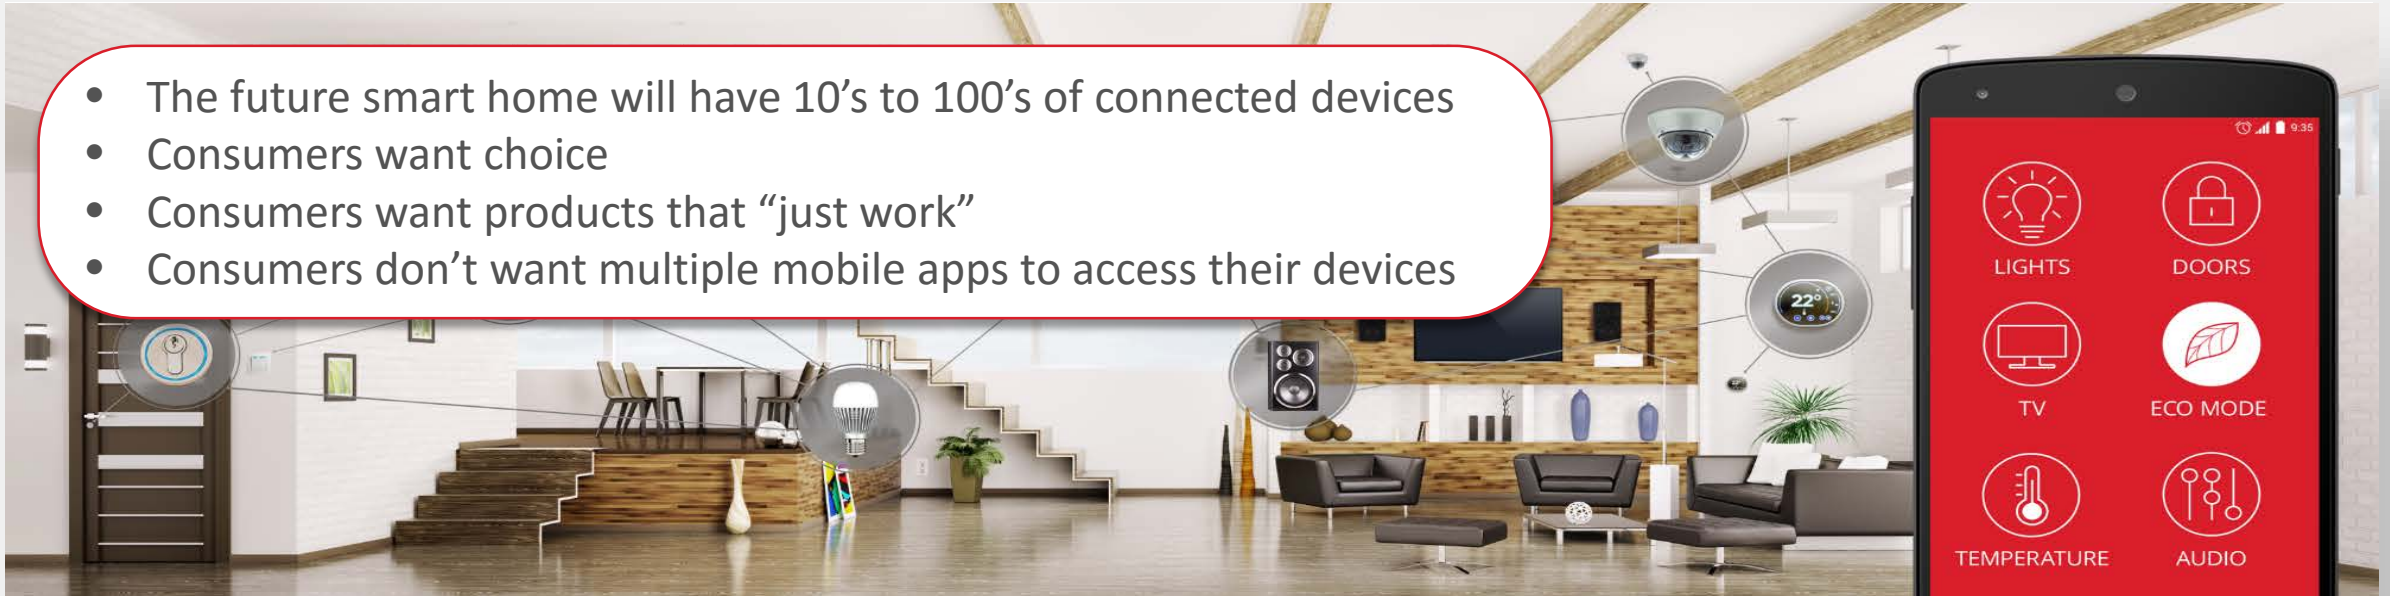 • The future smart home will have 10’s to 100’s of connected devices
• Consumers want choice
• Consumers want products that “just work”
• Consumers don’t want multiple mobile apps to access their devices
9:35
LIGHTS
DOORS
22°
TV
ECO MODE
TEMPERATURE
AUDIO